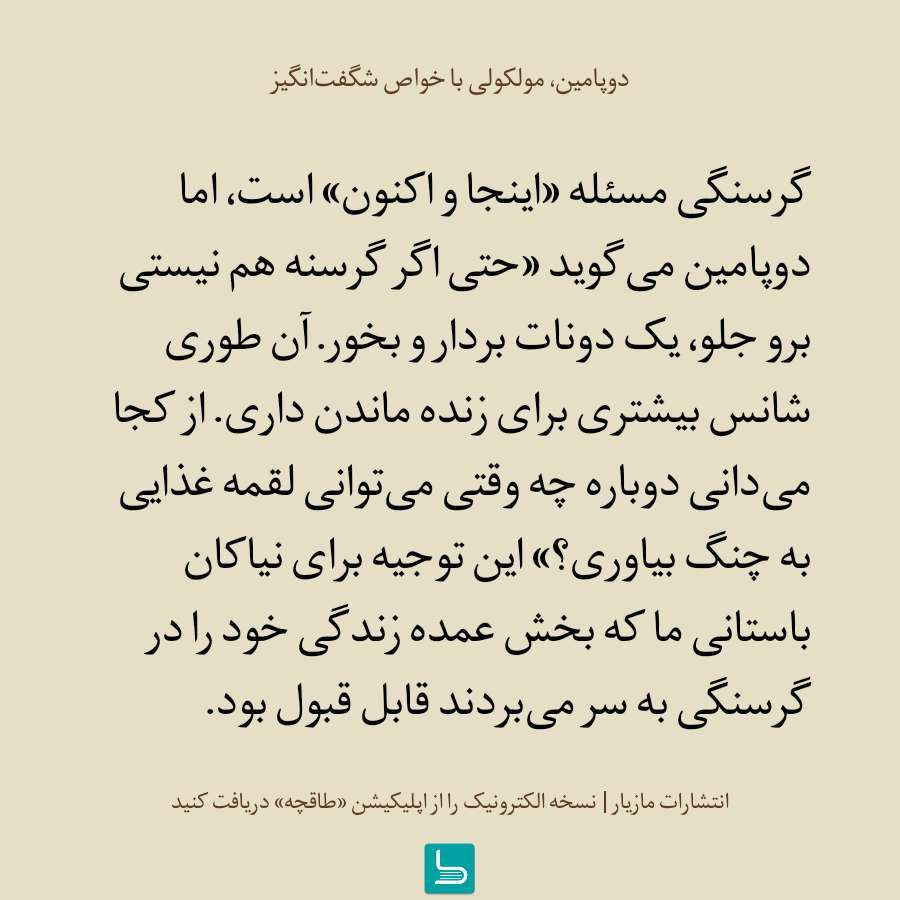 دوپامین، مولکولی با خواص شگفت‌انگیز
گرسنگی مسئله «اینجا و اکنون» است، اما
دوپامین می‌گوید «حتی اگر گرسنه هم نیستی
برو جلو، یک دونات بردار و بخور. آن طوری
شانس بیشتری برای زنده ماندن داری. از کجا
می‌دانی دوباره چه وقتی می‌توانی لقمه غذایی
به چنگ بیاوری؟» این توجیه برای نیاکان
باستانی ما که بخش عمده زندگی خود را در
گرسنگی به سر می‌بردند قابل قبول بود.
انتشارات مازیار | نسخه الکترونیک را از اپلیکیشن «طاقچه» دریافت کنید